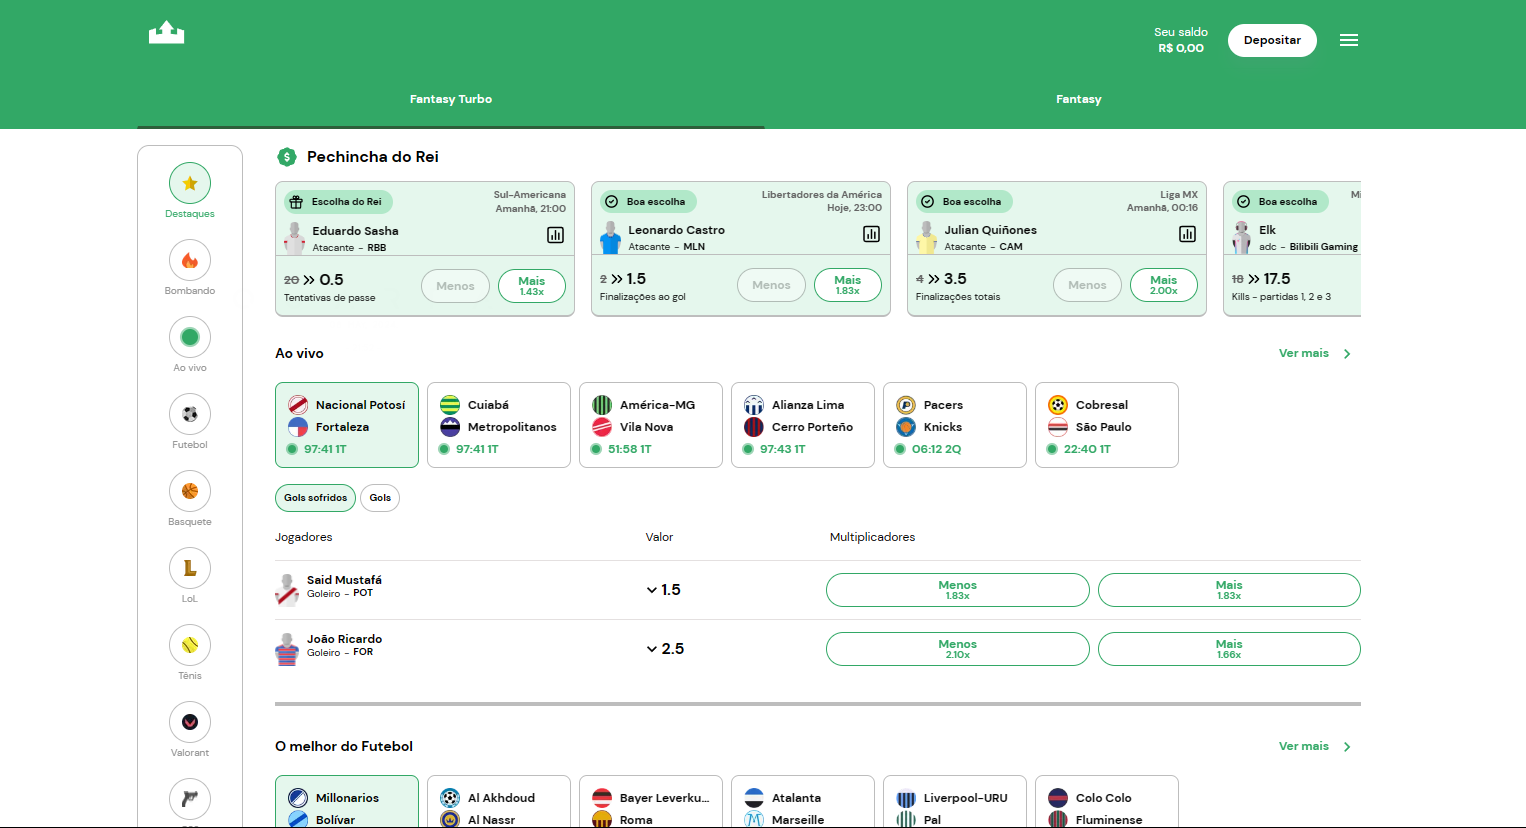 Seu saldo
R$ 0,00
Depositar
Fantasy Turbo
Fantasy
Destaques
Bombando
Ao vivo
Futebol
Basquete
LoL
Tênis
Valorant
Pechincha do Rei
Escolha do Rei
Sul-Americana
Amanhã, 21:00
Eduardo Sasha
Atacante - RBB
20 0.5
Tentativas de passe
Menos
Mais
1.43x
Boa escolha
Libertadores da América
Hoje, 23:00
Leonardo Castro
Atacante - MLN
2 1.5
Finalizações ao gol
Menos
Mais
1.83x
Boa escolha
Liga MX
Amanhã, 00:16
Julian Quiñones
Atacante - CAM
4 3.5
Finalizações totais
Menos
Mais
2.00x
Boa escolha
Elk
adc - Bilibili Gaming
18 17.5
Kills - partidas 1, 2 e 3
Ao vivo
Ver mais
Nacional Potosí
Fortaleza
97:41 1T
Cuiabá
Metropolitanos
97:41 1T
América-MG
Vila Nova
51:58 1T
Alianza Lima
Cerro Porteño
97:43 1T
Pacers
Knicks
06:12 2Q
Cobresal
São Paulo
22:40 1T
Gols sofridos
Gols
Jogadores
Valor
Multiplicadores
Said Mustafá
Goleiro - POT
1.5
Menos
1.83x
Mais
1.83x
João Ricardo
Goleiro - FOR
2.5
Menos
2.10x
Mais
1.66x
O melhor do Futebol
Ver mais
Millonarios
Bolívar
Al Akhdoud
Al Nassr
Bayer Leverku...
Roma
Atalanta
Marseille
Liverpool-URU
Pal
Colo Colo
Fluminense